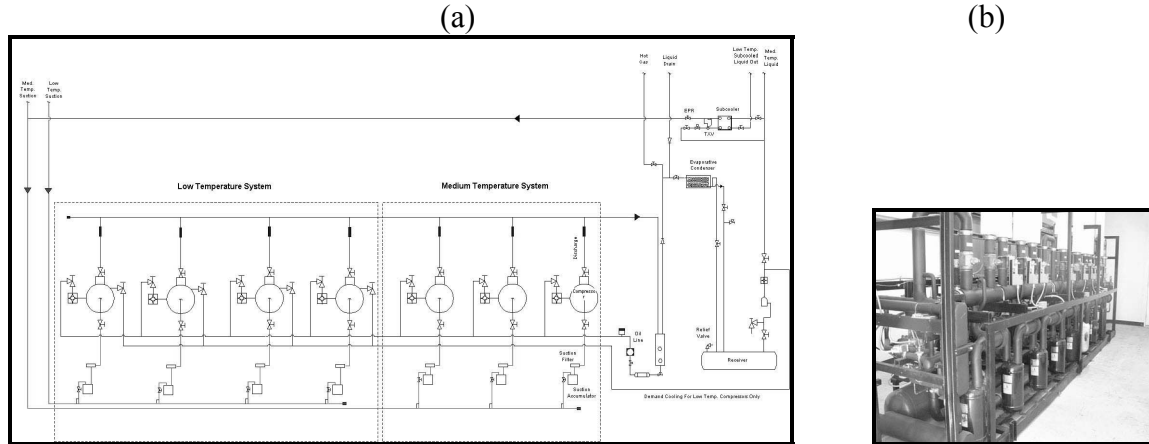 (a)
(b)
Med.
Temp.
Suction
Low
Temp.
Suction
Hot
Gas
Liquid
Drain
Low Temp.
Subcooled
Liquid Out
Med.
Temp.
Liquid
EPR
Subcooler
TXV
Evaporative
Condenser
Low Temperature System
Medium Temperature System
Discharge
Compresso
r
Oil
Line
Relief
Valve
Receiver
Suction
Filter
Suction
Accumulator
Demand Cooling For Low Temp. Compressors Only